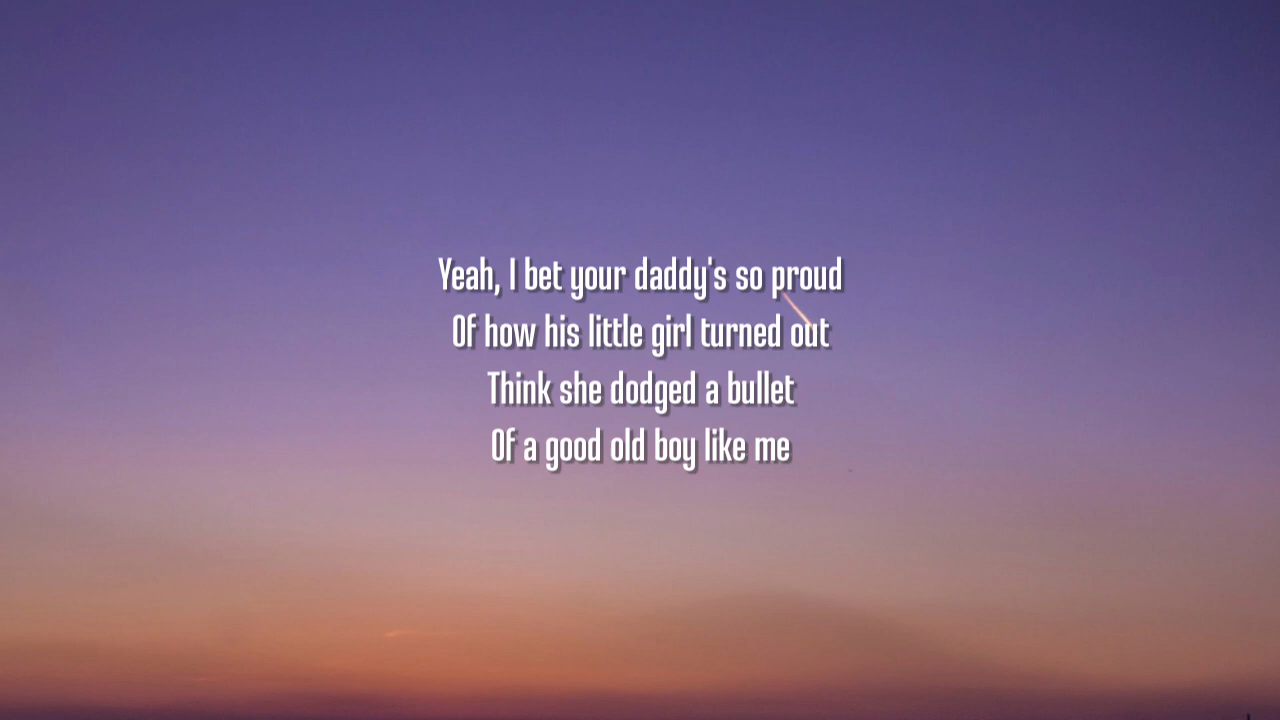 Yeah, I bet your daddy's so proud
Of how his little girl turned out
Think she dodged a bullet
Of a good old boy like me